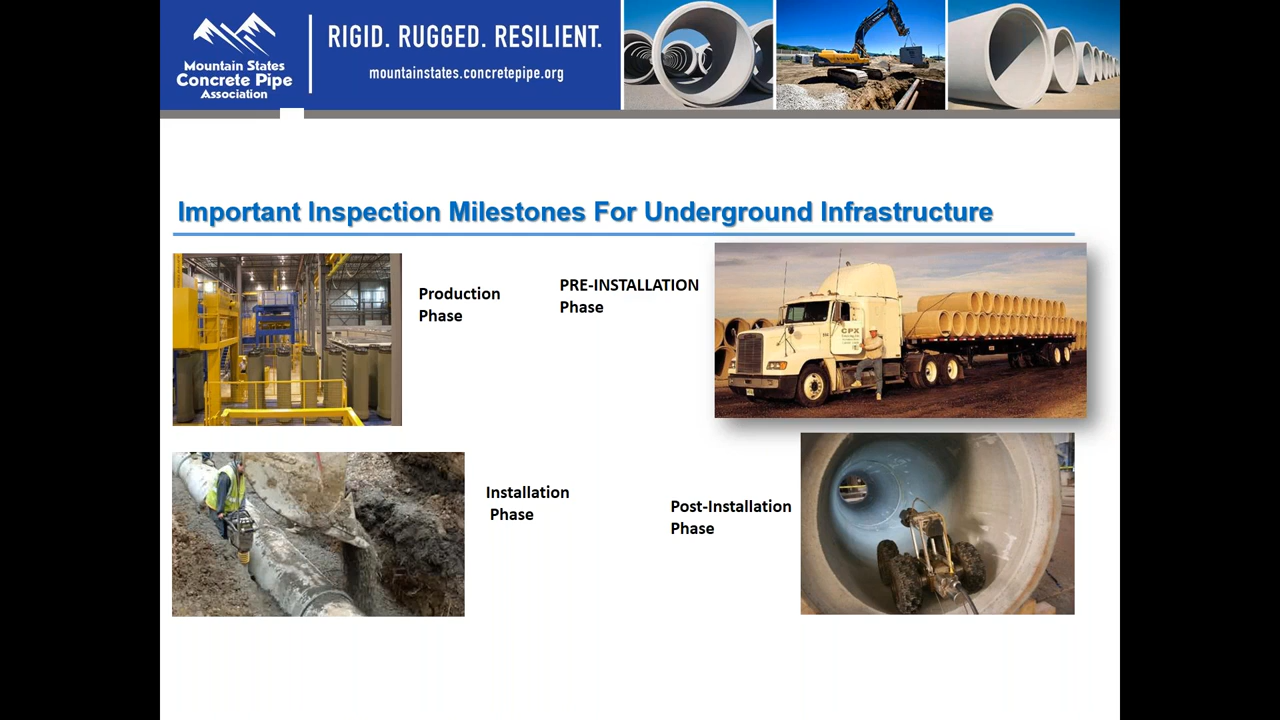 Mountain States
Concrete Pipe
Association
RIGID. RUGGED. RESILIENT.
mountainstates.concretepipe.org
Important Inspection Milestones For Underground Infrastructure
Production
Phase
PRE-INSTALLATION
Phase
CPX
Installation
Phase
Post-Installation
Phase